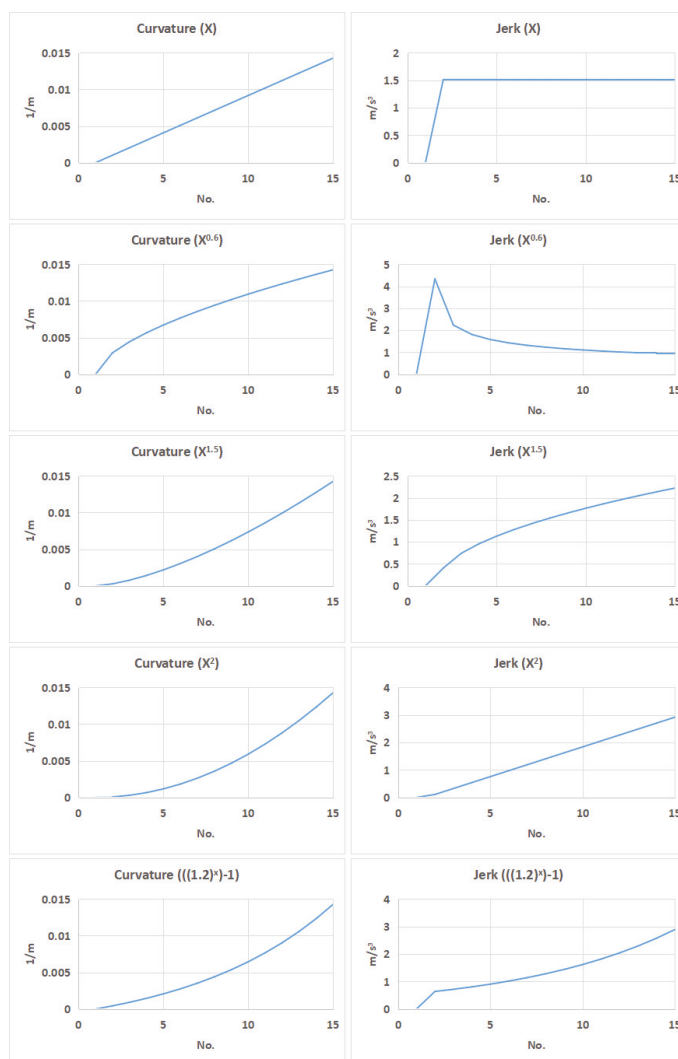 Curvature (X)
0.015
0.01
0.005
0
1/m
0 5 10 15
No.
Jerk (X)
2
1.5
1
0.5
0
m/s³
0 5 10 15
No.
Curvature (X⁰·⁶)
0.015
0.01
0.005
0
1/m
0 5 10 15
No.
Jerk (X⁰·⁶)
5
4
3
2
1
0
m/s³
0 5 10 15
No.
Curvature (X¹·⁵)
0.015
0.01
0.005
0
1/m
0 5 10 15
No.
Jerk (X¹·⁵)
2.5
2
1.5
1
0.5
0
m/s³
0 5 10 15
No.
Curvature (X²)
0.015
0.01
0.005
0
1/m
0 5 10 15
No.
Jerk (X²)
4
3
2
1
0
m/s³
0 5 10 15
No.
Curvature (((1.2)ˣ)-1)
0.015
0.01
0.005
0
1/m
0 5 10 15
No.
Jerk (((1.2)ˣ)-1)
4
3
2
1
0
m/s³
0 5 10 15
No.